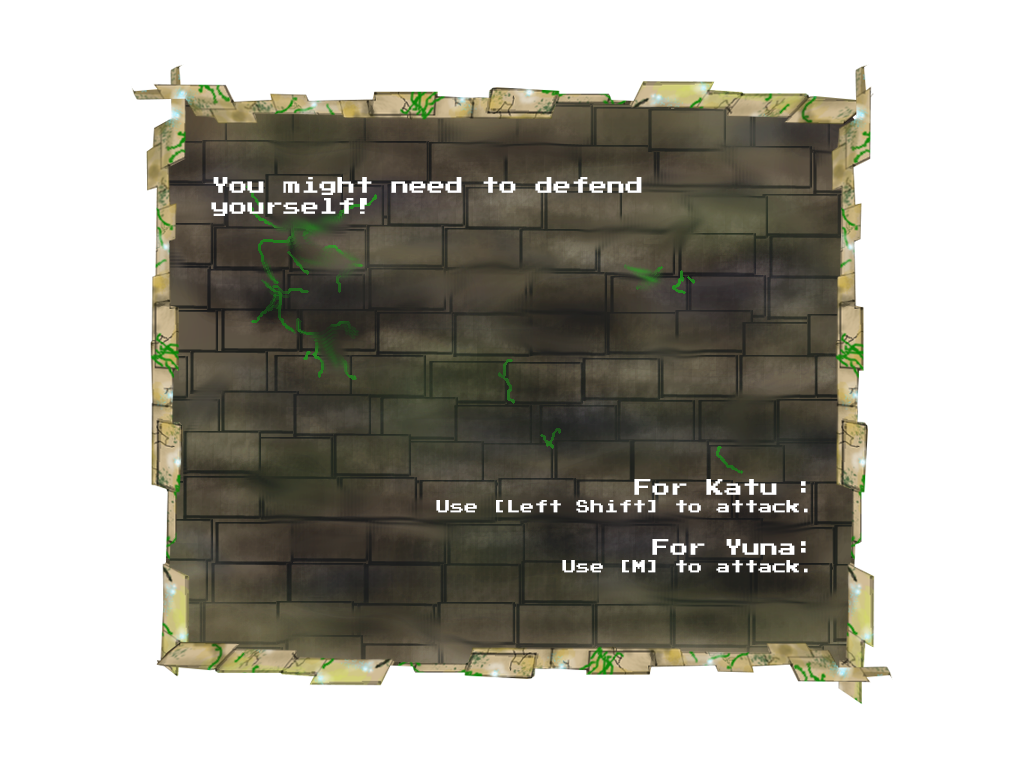 You might need to defend
yourself!
For Katu :
Use [Left Shift] to attack.
For Yuna:
Use [M] to attack.